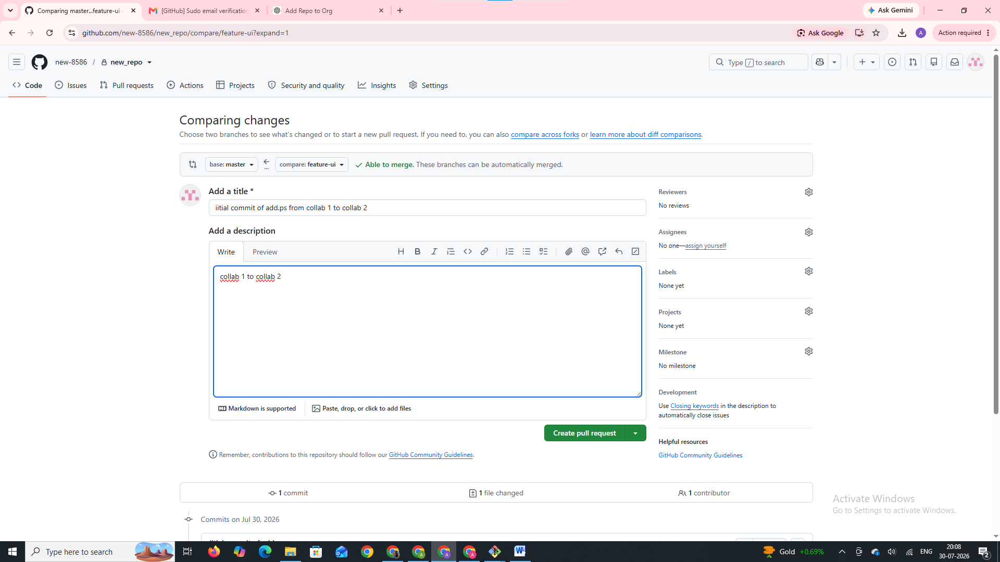 Comparing master...feature-ui
[GitHub] Sudo email verification
Add Repo to Org
Ask Gemini
github.com/new-8586/new_repo/compare/feature-ui?expand=1
Ask Google
A
Action required
new-8586 / new_repo
Type / to search
Code
Issues
Pull requests
Actions
Projects
Security and quality
Insights
Settings
Comparing changes
Choose two branches to see what's changed or to start a new pull request. If you need to, you can also compare across forks or learn more about diff comparisons.
base: master
...
compare: feature-ui
Able to merge. These branches can be automatically merged.
Add a title *
iitial commit of add.ps from collab 1 to collab 2
Add a description
Write
Preview
collab 1 to collab 2
Markdown is supported
Paste, drop, or click to add files
Create pull request
Remember, contributions to this repository should follow our GitHub Community Guidelines.
Reviewers
No reviews
Assignees
No one—assign yourself
Labels
None yet
Projects
None yet
Milestone
No milestone
Development
Use Closing keywords in the description to
automatically close issues
Helpful resources
GitHub Community Guidelines
1 commit
1 file changed
1 contributor
Commits on Jul 30, 2026
Activate Windows
Go to Settings to activate Windows.
Type here to search
Gold +0.69%
ENG
20:08
30-07-2026
2